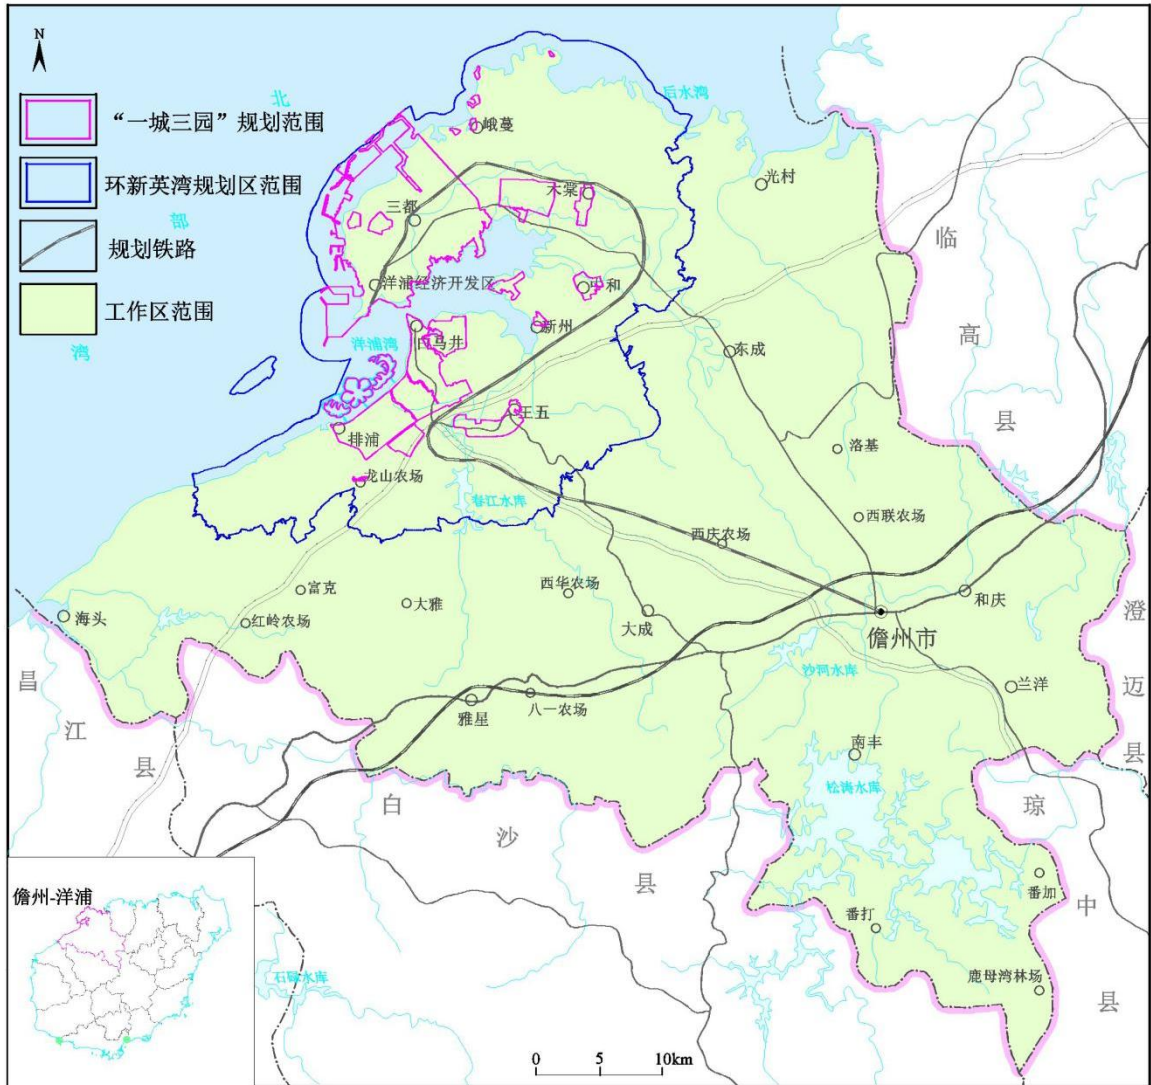 N
北
后水湾
“一城三园”规划范围
峨蔓
环新英湾规划区范围
木棠
光村
部
三都
临
规划铁路
洋浦经济开发区
平和
工作区范围
高
白马井
新州
湾
洋浦湾
东成
县
王五
排浦
洛基
龙山农场
春江水库
西联农场
西庆农场
富克
西华农场
大雅
和庆
海头
红岭农场
大成
儋州市
澄
沙河水库
昌
兰洋
迈
雅星
八一农场
江
南丰
县
县
白
松涛水库
琼
沙
儋州-洋浦
县
番加
中
番打
石碌水库
鹿母湾林场
县
0 5 10km